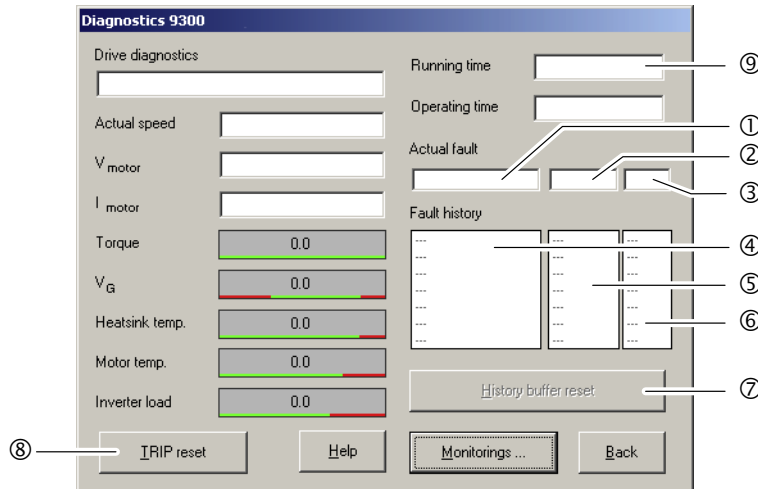 Diagnostics 9300
Drive diagnostics
Actual speed
V motor
I motor
Torque 0.0
VG 0.0
Heatsink temp. 0.0
Motor temp. 0.0
Inverter load 0.0
Running time ⑨
Operating time
Actual fault ①
②
③
Fault history
--- --- --- ④
--- --- ---
--- --- --- ⑤
--- --- ---
--- --- --- ⑥
--- --- ---
--- --- ---
History buffer reset ⑦
⑧ TRIP reset Help Monitorings ... Back